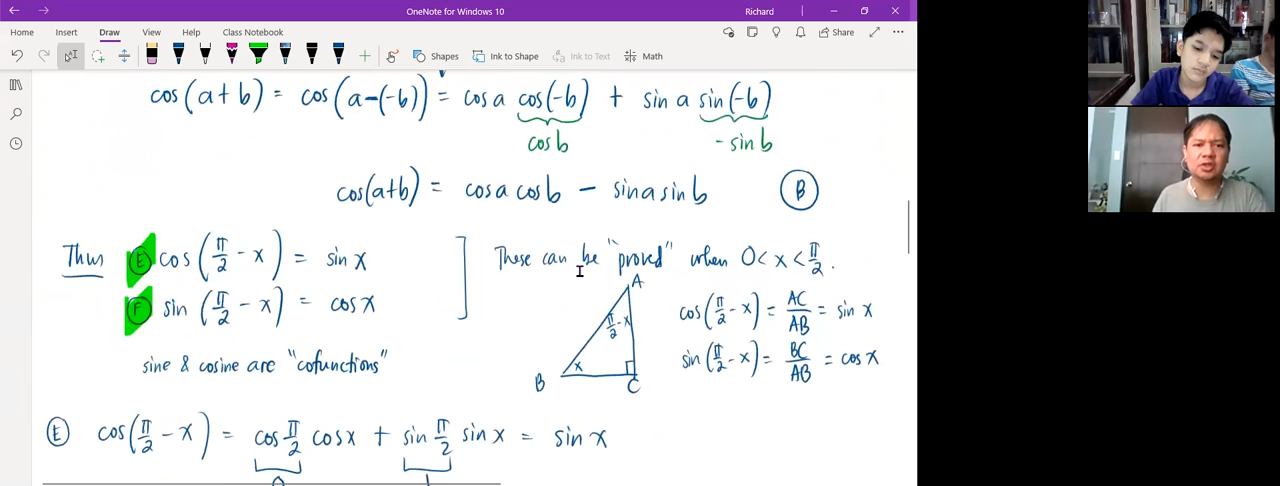 OneNote for Windows 10
Richard
Home Insert Draw View Class Notebook
Share
Shapes Ink to Shape Ink to Text Math
cos(a+b) = cos(a-(-b)) = cos a cos(-b) + sin a sin(-b)
cos b - sin b
cos(a+b) = cos a cos b - sin a sin b B
Thus E cos(π/2 - x) = sin x
F sin(π/2 - x) = cos x
sine & cosine are "cofunctions"
These can be "proved" when 0 < x < π/2.
A
π/2 - x
x
B
C
cos(π/2 - x) = AC/AB = sin x
sin(π/2 - x) = BC/AB = cos x
E cos(π/2 - x) = cos π/2 cos x + sin π/2 sin x = sin x